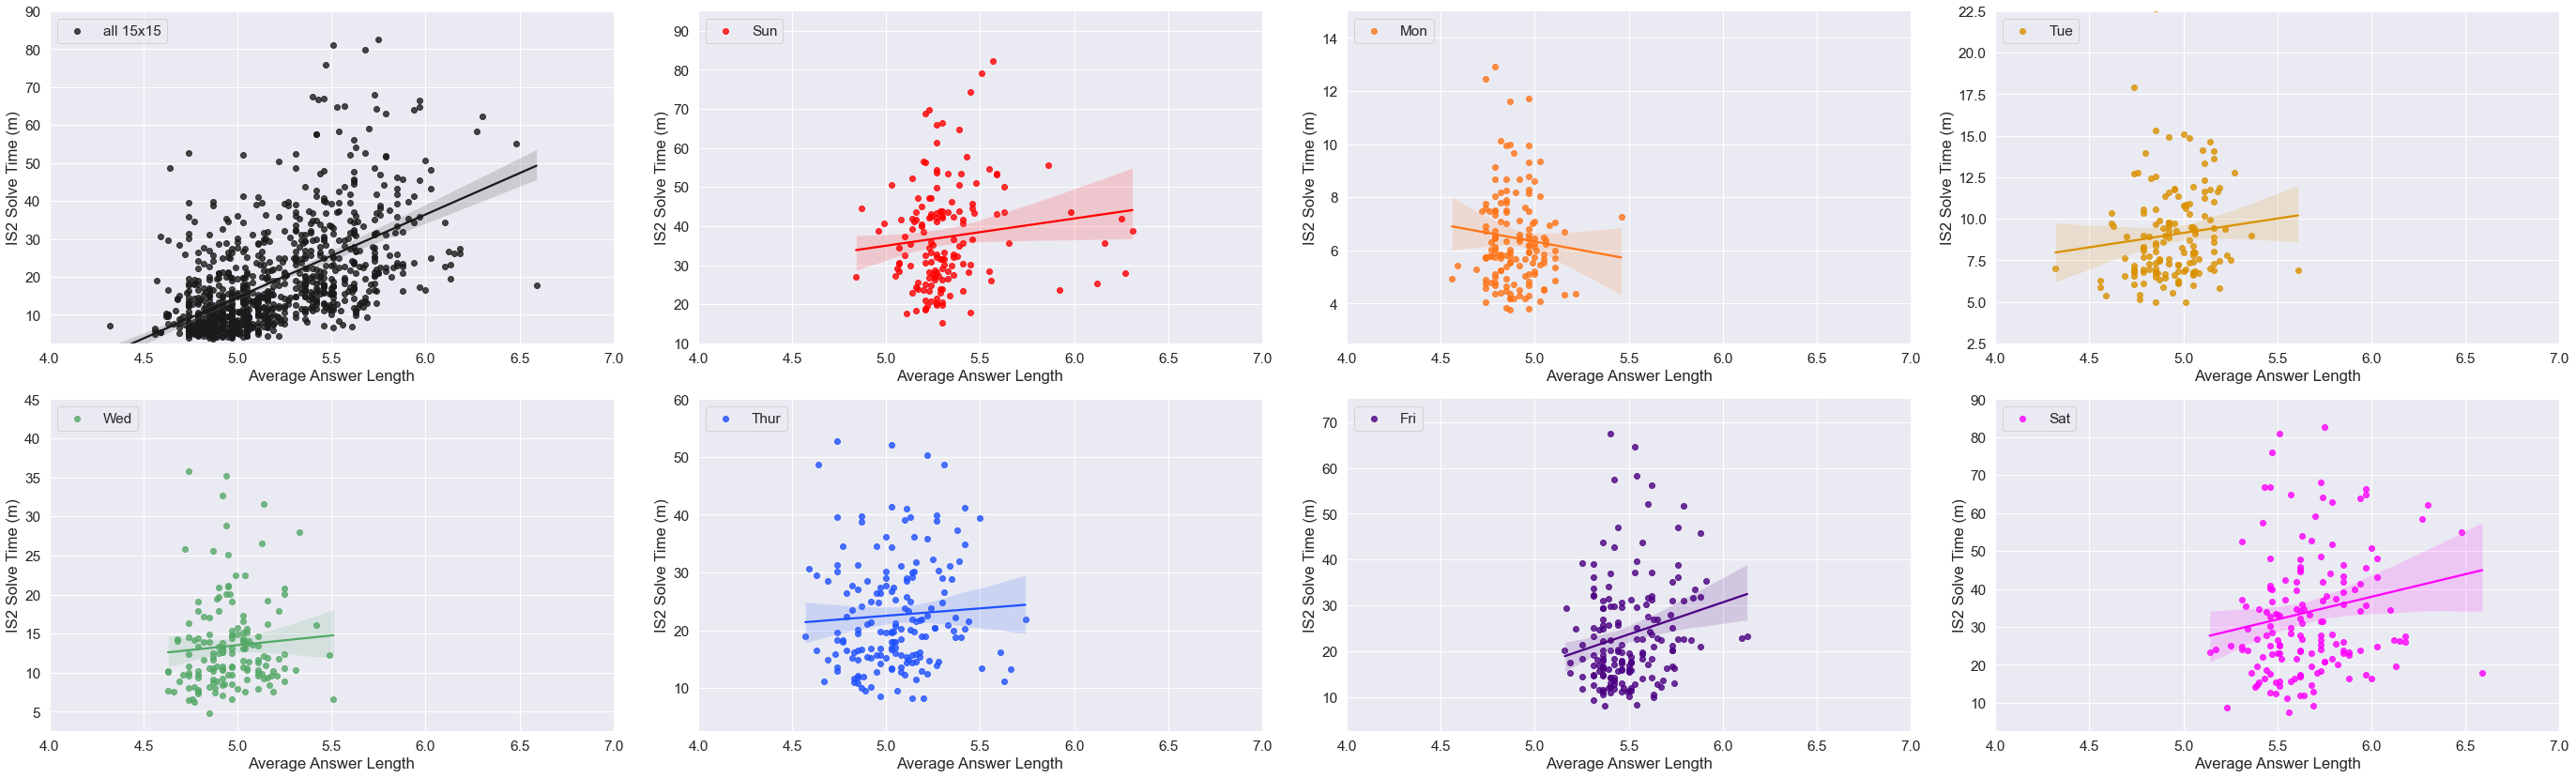 all 15x15
IS2 Solve Time (m)
90
80
70
60
50
40
30
20
10
4.0 4.5 5.0 5.5 6.0 6.5 7.0
Average Answer Length
Sun
IS2 Solve Time (m)
90
80
70
60
50
40
30
20
10
4.0 4.5 5.0 5.5 6.0 6.5 7.0
Average Answer Length
Mon
IS2 Solve Time (m)
14
12
10
8
6
4
4.0 4.5 5.0 5.5 6.0 6.5 7.0
Average Answer Length
Tue
IS2 Solve Time (m)
22.5
20.0
17.5
15.0
12.5
10.0
7.5
5.0
2.5
4.0 4.5 5.0 5.5 6.0 6.5 7.0
Average Answer Length
Wed
IS2 Solve Time (m)
45
40
35
30
25
20
15
10
5
4.0 4.5 5.0 5.5 6.0 6.5 7.0
Average Answer Length
Thur
IS2 Solve Time (m)
60
50
40
30
20
10
4.0 4.5 5.0 5.5 6.0 6.5 7.0
Average Answer Length
Fri
IS2 Solve Time (m)
70
60
50
40
30
20
10
4.0 4.5 5.0 5.5 6.0 6.5 7.0
Average Answer Length
Sat
IS2 Solve Time (m)
90
80
70
60
50
40
30
20
10
4.0 4.5 5.0 5.5 6.0 6.5 7.0
Average Answer Length